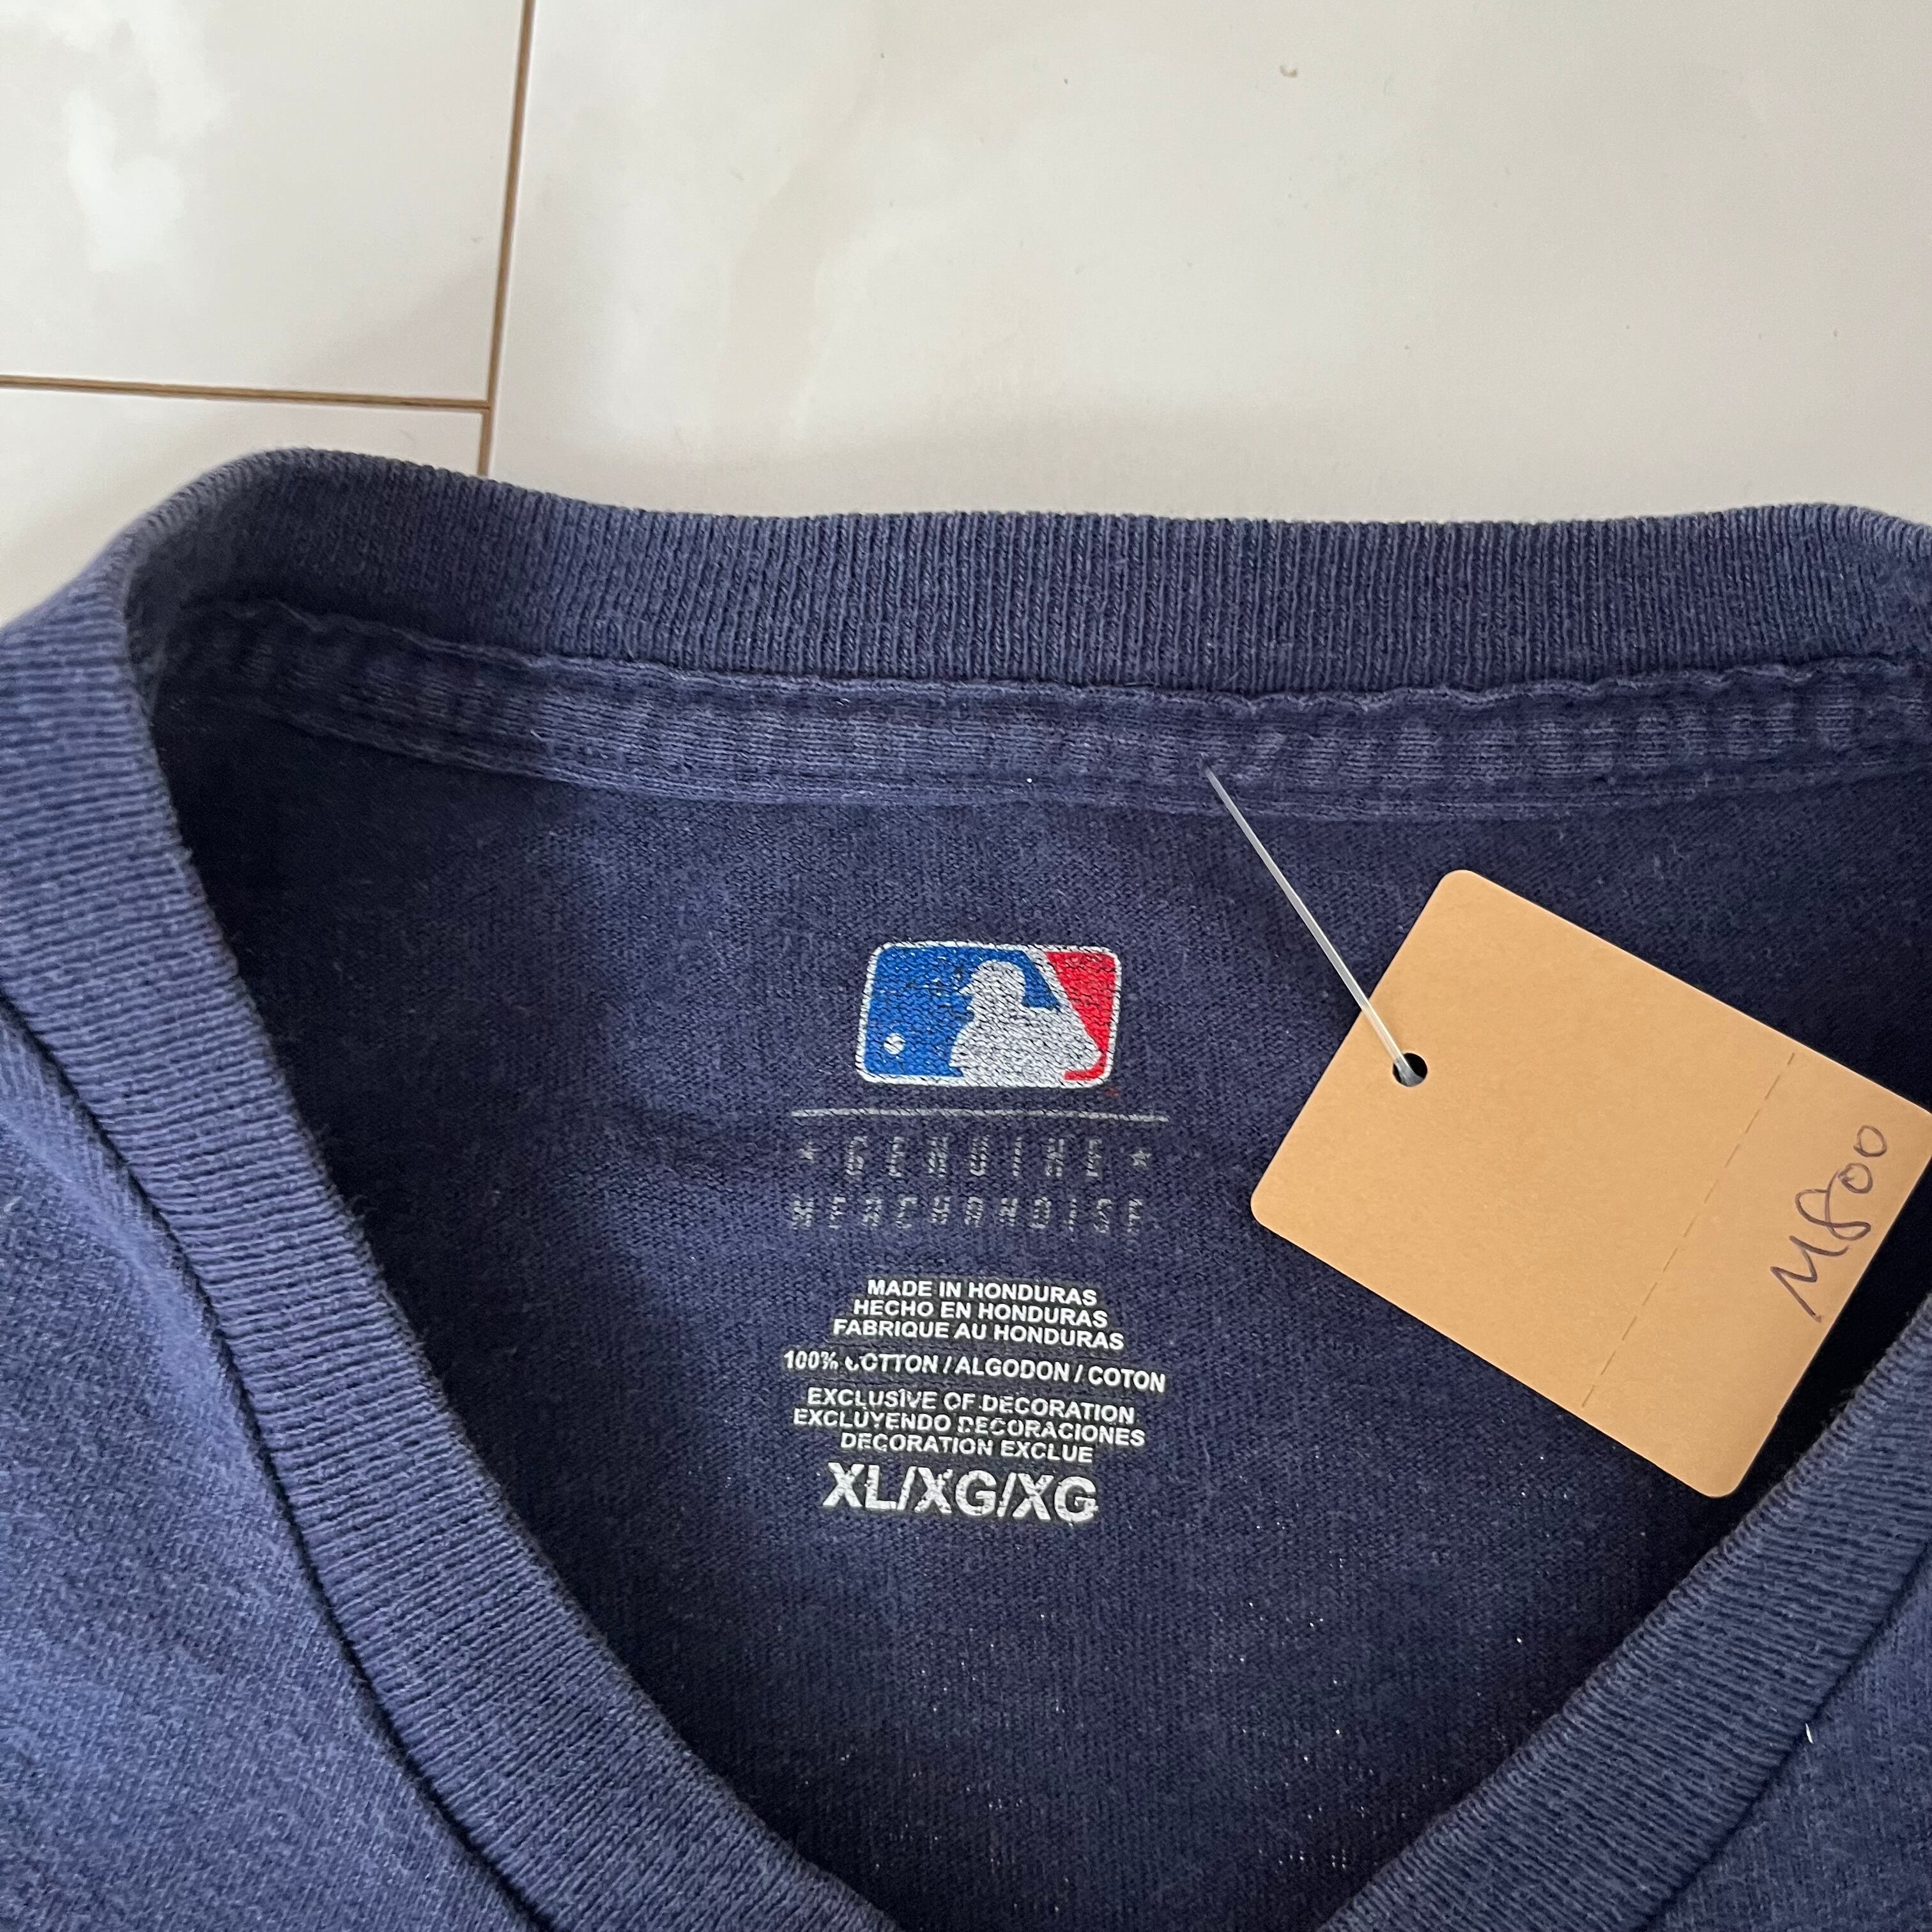 ★ GENUINE ★
MERCHANDISE
MADE IN HONDURAS
HECHO EN HONDURAS
FABRIQUE AU HONDURAS
100% COTTON / ALGODON / COTON
EXCLUSIVE OF DECORATION
EXCLUYENDO DECORACIONES
DECORATION EXCLUE
XL/XG/XG
M800